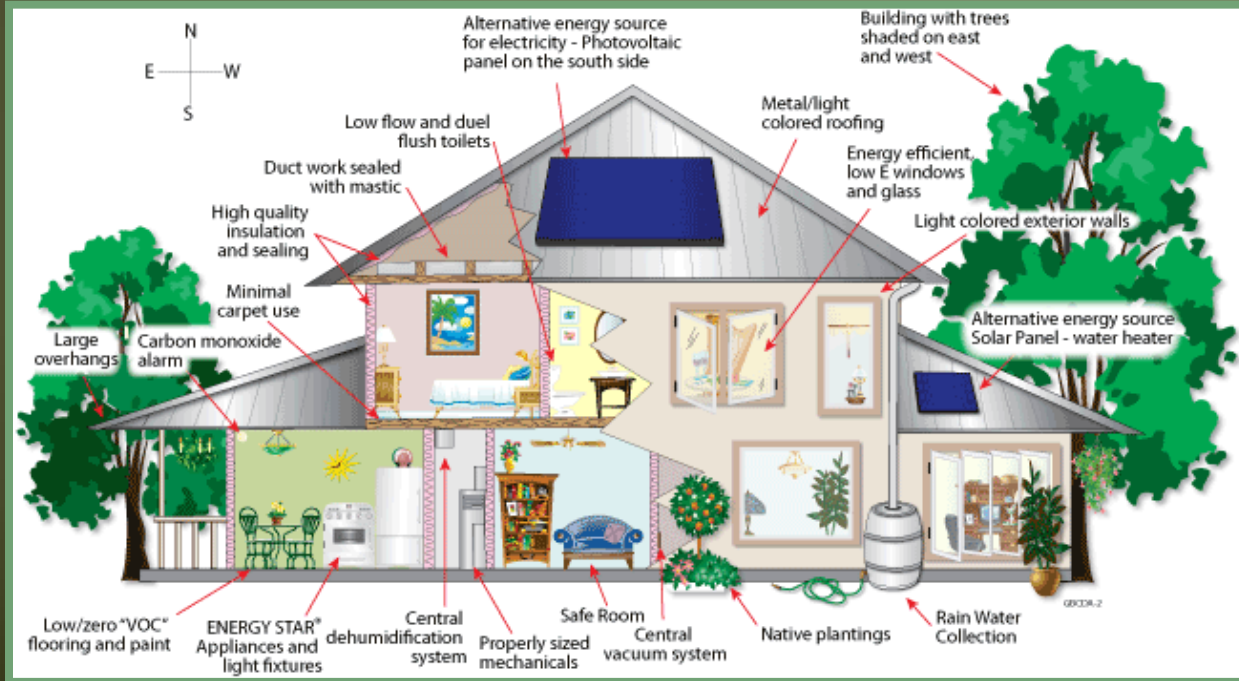 N
E
W
S
Alternative energy source
for electricity - Photovoltaic
panel on the south side
Building with trees
shaded on east
and west
Low flow and duel
flush toilets
Metal/light
colored roofing
Duct work sealed
with mastic
Energy efficient,
low E windows
and glass
High quality
insulation
and sealing
Light colored exterior walls
Minimal
carpet use
Large
overhangs
Carbon monoxide
alarm
Alternative energy source
Solar Panel - water heater
Low/zero "VOC"
flooring and paint
ENERGY STAR®
Appliances and
light fixtures
Central
dehumidification
system
Properly sized
mechanicals
Safe Room
Central
vacuum system
Native plantings
Rain Water
Collection
GBCDA-2